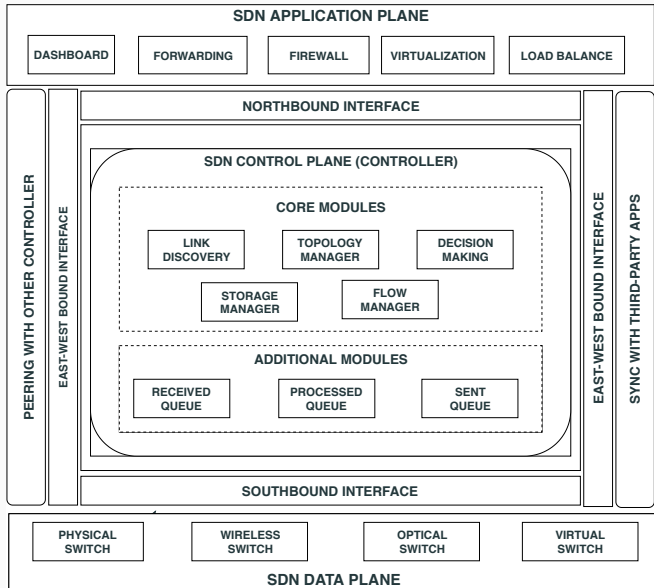 SDN APPLICATION PLANE
DASHBOARD
FORWARDING
FIREWALL
VIRTUALIZATION
LOAD BALANCE
NORTHBOUND INTERFACE
PEERING WITH OTHER CONTROLLER
EAST-WEST BOUND INTERFACE
SDN CONTROL PLANE (CONTROLLER)
CORE MODULES
LINK
DISCOVERY
TOPOLOGY
MANAGER
DECISION
MAKING
STORAGE
MANAGER
FLOW
MANAGER
ADDITIONAL MODULES
RECEIVED
QUEUE
PROCESSED
QUEUE
SENT
QUEUE
EAST-WEST BOUND INTERFACE
SYNC WITH THIRD-PARTY APPS
SOUTHBOUND INTERFACE
PHYSICAL
SWITCH
WIRELESS
SWITCH
OPTICAL
SWITCH
VIRTUAL
SWITCH
SDN DATA PLANE